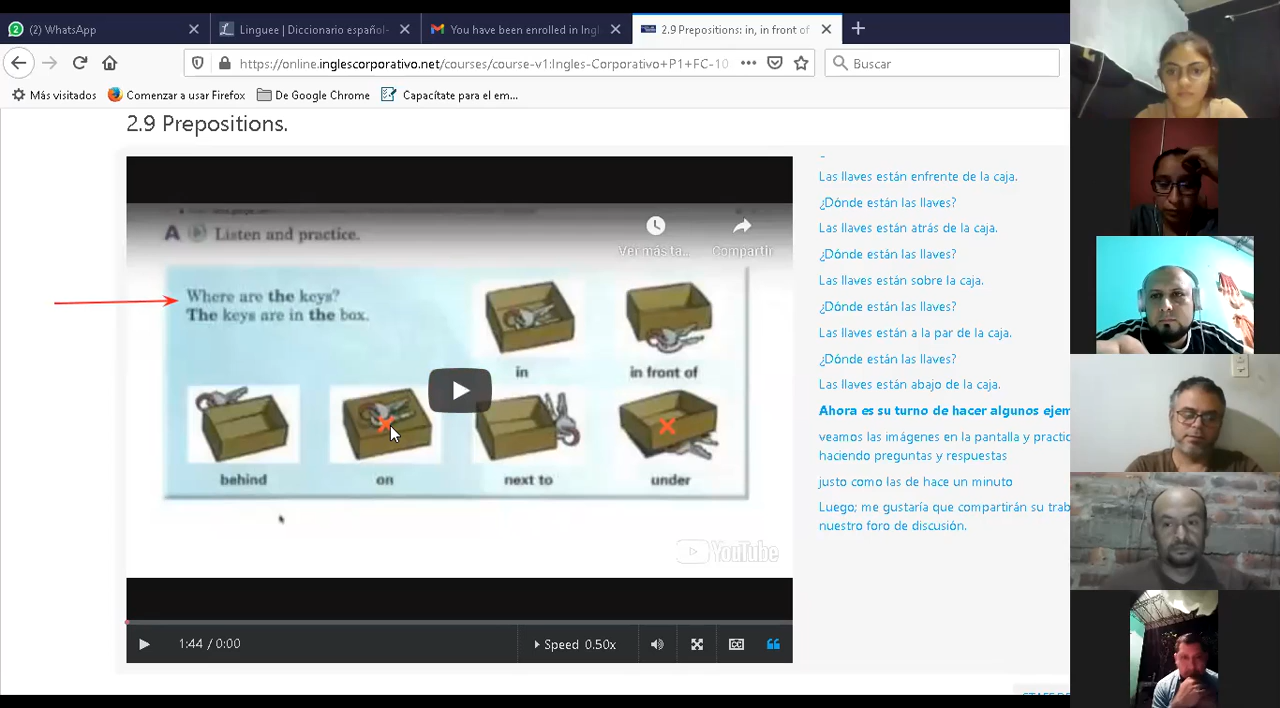 (2) WhatsApp
Linguee | Diccionario español-
You have been enrolled in Ingl
2.9 Prepositions: in, in front of
https://online.inglescorporativo.net/courses/course-v1:Ingles-Corporativo+P1+FC-10
Buscar
Más visitados
Comenzar a usar Firefox
De Google Chrome
Capacítate para el em...
2.9 Prepositions.
A Listen and practice.
Ver más ta...
Compartir
Where are the keys?
The keys are in the box.
in
in front of
behind
on
next to
under
YouTube
1:44 / 0:00
Speed 0.50x
CC
Las llaves están enfrente de la caja.
¿Dónde están las llaves?
Las llaves están atrás de la caja.
¿Dónde están las llaves?
Las llaves están sobre la caja.
¿Dónde están las llaves?
Las llaves están a la par de la caja.
¿Dónde están las llaves?
Las llaves están abajo de la caja.
Ahora es su turno de hacer algunos ejem
veamos las imágenes en la pantalla y practic
haciendo preguntas y respuestas
justo como las de hace un minuto
Luego; me gustaría que compartirán su trab
nuestro foro de discusión.